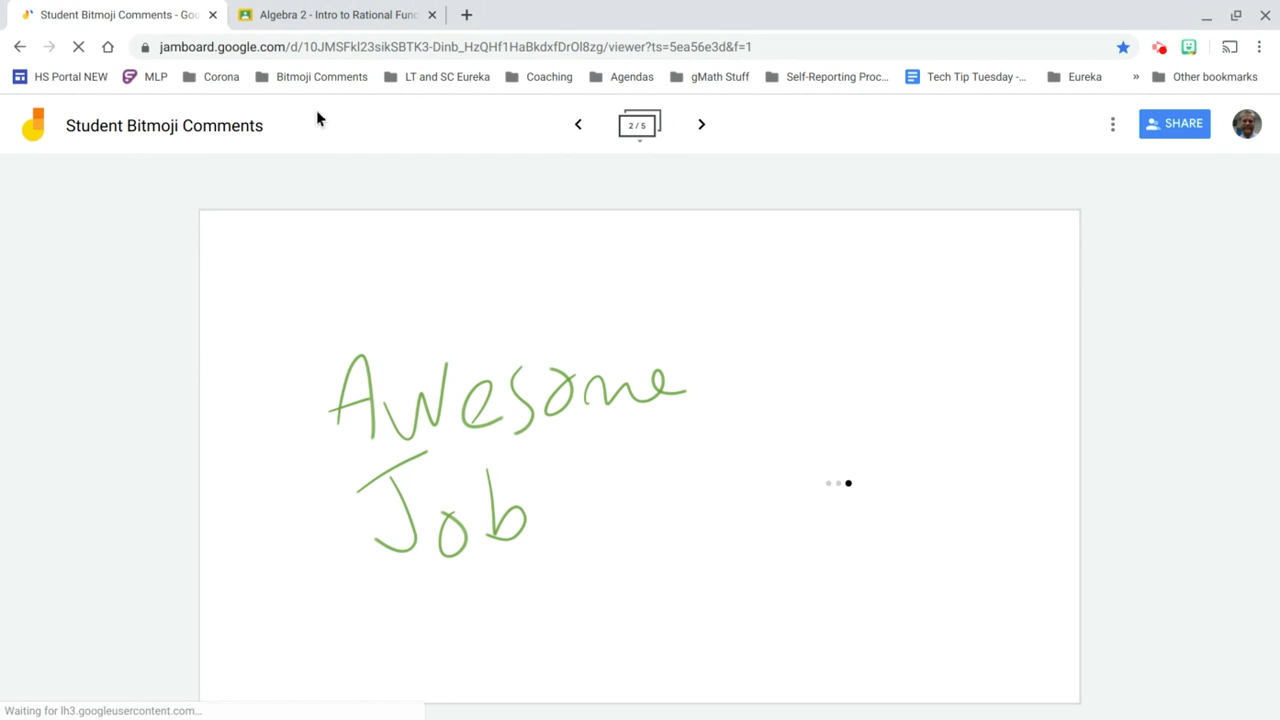 Student Bitmoji Comments - Goo
Algebra 2 - Intro to Rational Func
jamboard.google.com/d/10JMSFkl23sikSBTK3-Dinb_HzQHf1HaBkdxfDrOl8zg/viewer?ts=5ea56e3d&f=1
HS Portal NEW MLP Corona Bitmoji Comments LT and SC Eureka Coaching Agendas gMath Stuff Self-Reporting Proc... Tech Tip Tuesday -... Eureka » Other bookmarks
Student Bitmoji Comments
2 / 5
SHARE
Awesome
Job
Waiting for lh3.googleusercontent.com...